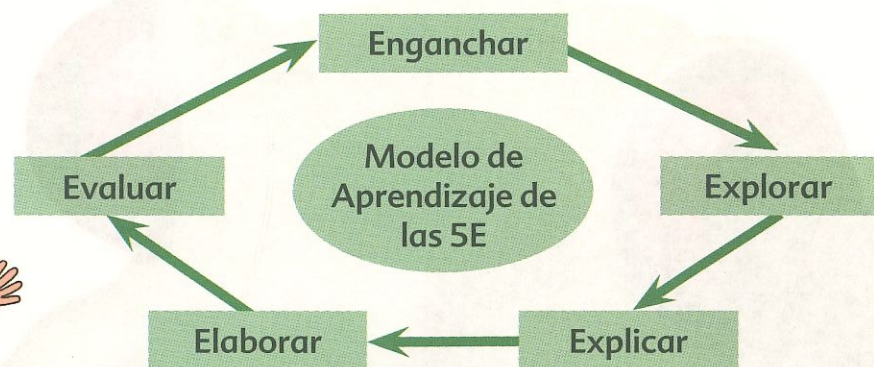 Enganchar
Modelo de
Aprendizaje de
las 5E
Evaluar
Explorar
Elaborar
Explicar